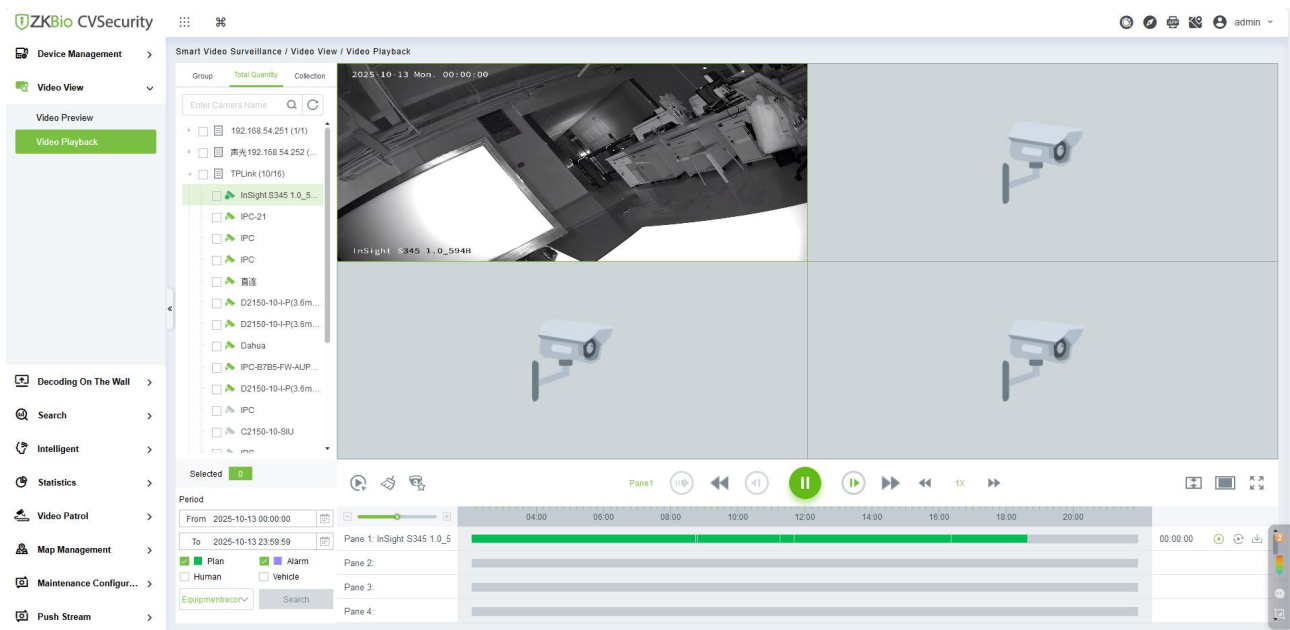 ZKBio CVSecurity
admin
Device Management
Video View
Video Preview
Video Playback
Decoding On The Wall
Search
Intelligent
Statistics
Video Patrol
Map Management
Maintenance Configur...
Push Stream
Smart Video Surveillance / Video View / Video Playback
Group Total Quantity Collection
Enter Camera Name
192.168.54.251 (1/1)
声光192.168.54.252 (...
TPLink (10/16)
InSight S345 1.0_5...
IPC-21
IPC
IPC
直连
D2150-10-I-P(3.6m...
D2150-10-I-P(3.6m...
Dahua
IPC-B7B5-FW-AUP...
D2150-10-I-P(3.6m...
IPC
C2150-10-SIU
IPC
Selected 0
Period
From 2025-10-13 00:00:00
To 2025-10-13 23:59:59
Plan Alarm
Human Vehicle
Equipmentrecor Search
2025-10-13 Mon. 00:00:00
InSight S345 1.0_594B
Pane1 1X
04:00 06:00 08:00 10:00 12:00 14:00 16:00 18:00 20:00
Pane 1: InSight S345 1.0_5 00:00:00
Pane 2:
Pane 3:
Pane 4: